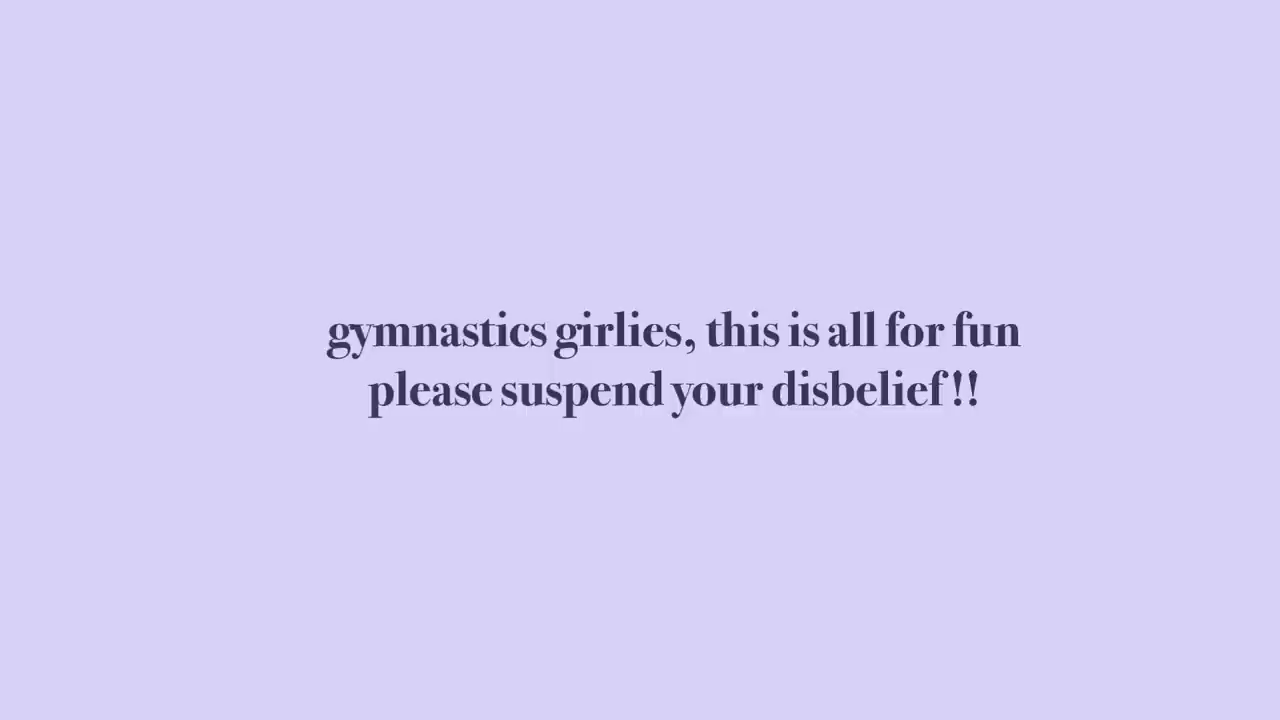 gymnastics girlies, this is all for fun
please suspend your disbelief !!